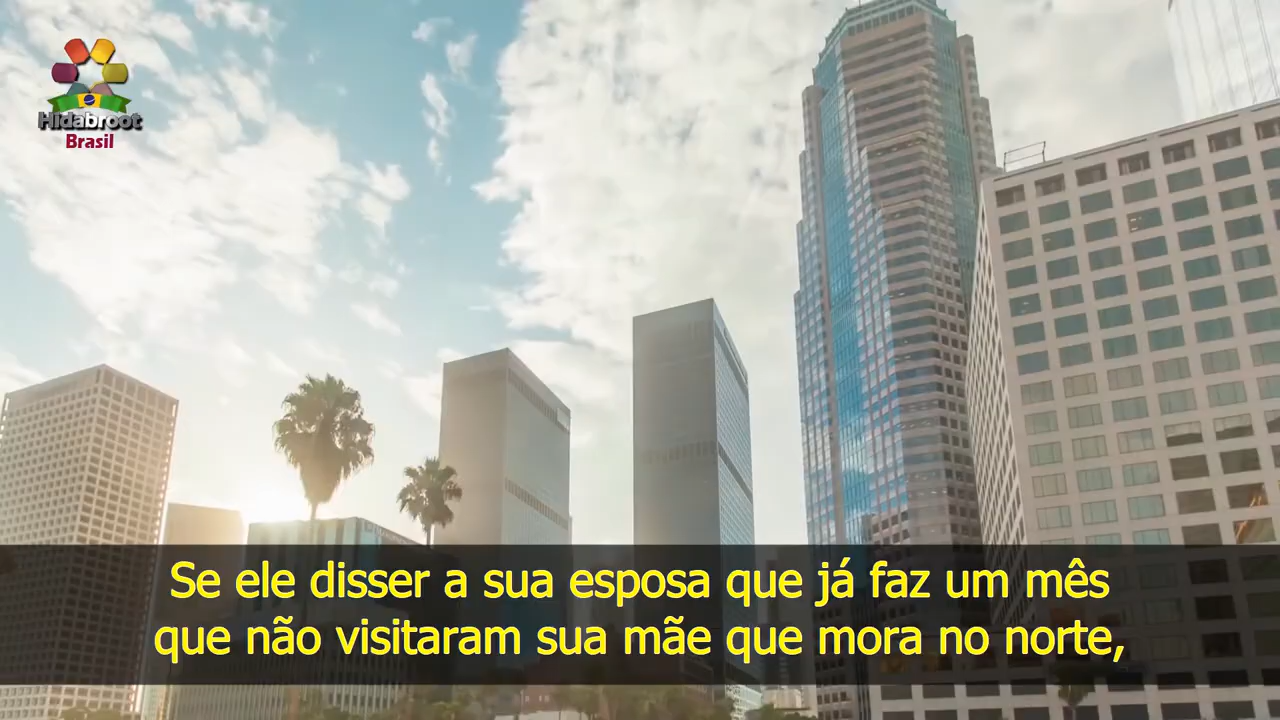 Hidabroot
Brasil
Se ele disser a sua esposa que já faz um mês
que não visitaram sua mãe que mora no norte,